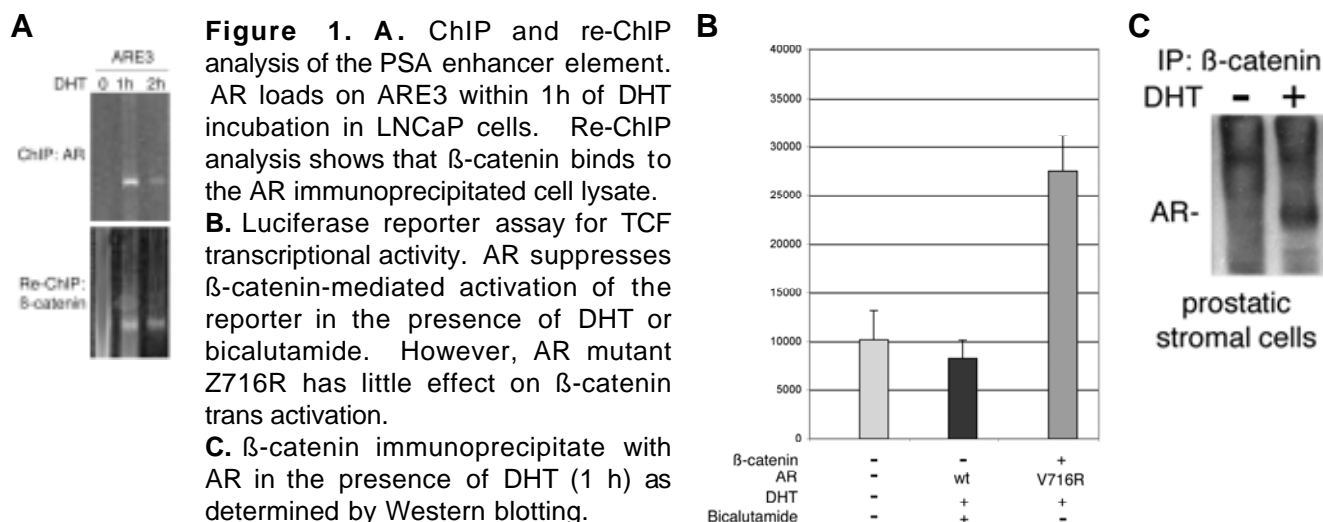 A
ARE3
DHT 0 1h 2h
ChIP: AR
Re-ChIP:
ß-catenin
Figure 1. A. ChIP and re-ChIP
analysis of the PSA enhancer element.
AR loads on ARE3 within 1h of DHT
incubation in LNCaP cells. Re-ChIP
analysis shows that ß-catenin binds to
the AR immunoprecipitated cell lysate.
B. Luciferase reporter assay for TCF
transcriptional activity. AR suppresses
ß-catenin-mediated activation of the
reporter in the presence of DHT or
bicalutamide. However, AR mutant
Z716R has little effect on ß-catenin
trans activation.
C. ß-catenin immunoprecipitate with
AR in the presence of DHT (1 h) as
determined by Western blotting.
B
40000
35000
30000
25000
20000
15000
10000
5000
0
ß-catenin - - +
AR - wt V716R
DHT - + +
Bicalutamide - + -
C
IP: ß-catenin
DHT - +
AR-
prostatic
stromal cells